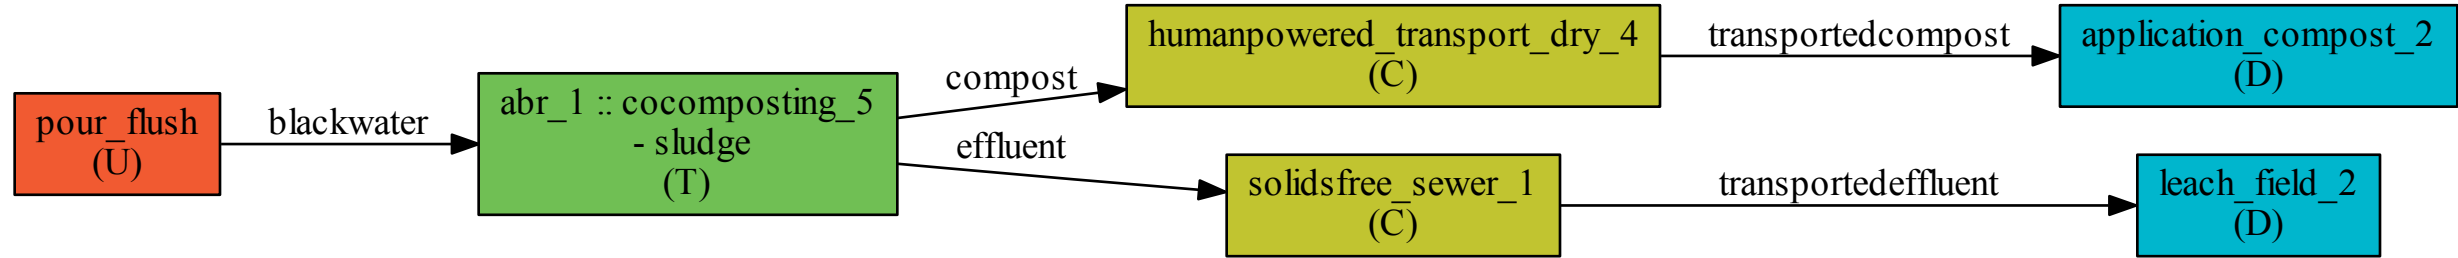 pour_flush
(U)
blackwater
abr_1 :: cocomposting_5
- sludge
(T)
compost
effluent
humanpowered_transport_dry_4
(C)
solidsfree_sewer_1
(C)
transportedcompost
transportedeffluent
application_compost_2
(D)
leach_field_2
(D)